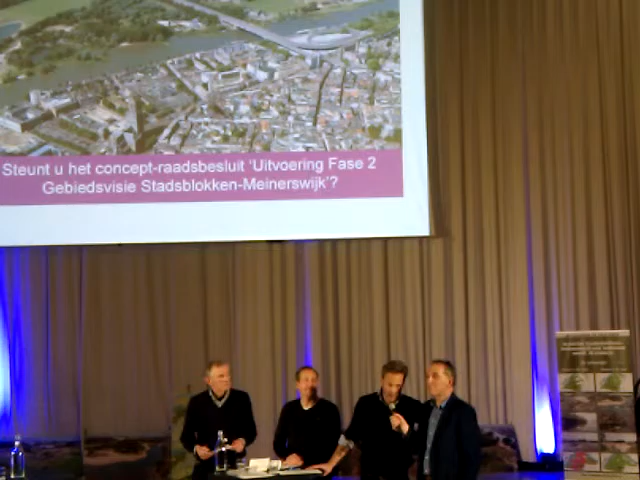 Steunt u het concept-raadsbesluit 'Uitvoering Fase 2
Gebiedsvisie Stadsblokken-Meinerswijk'?